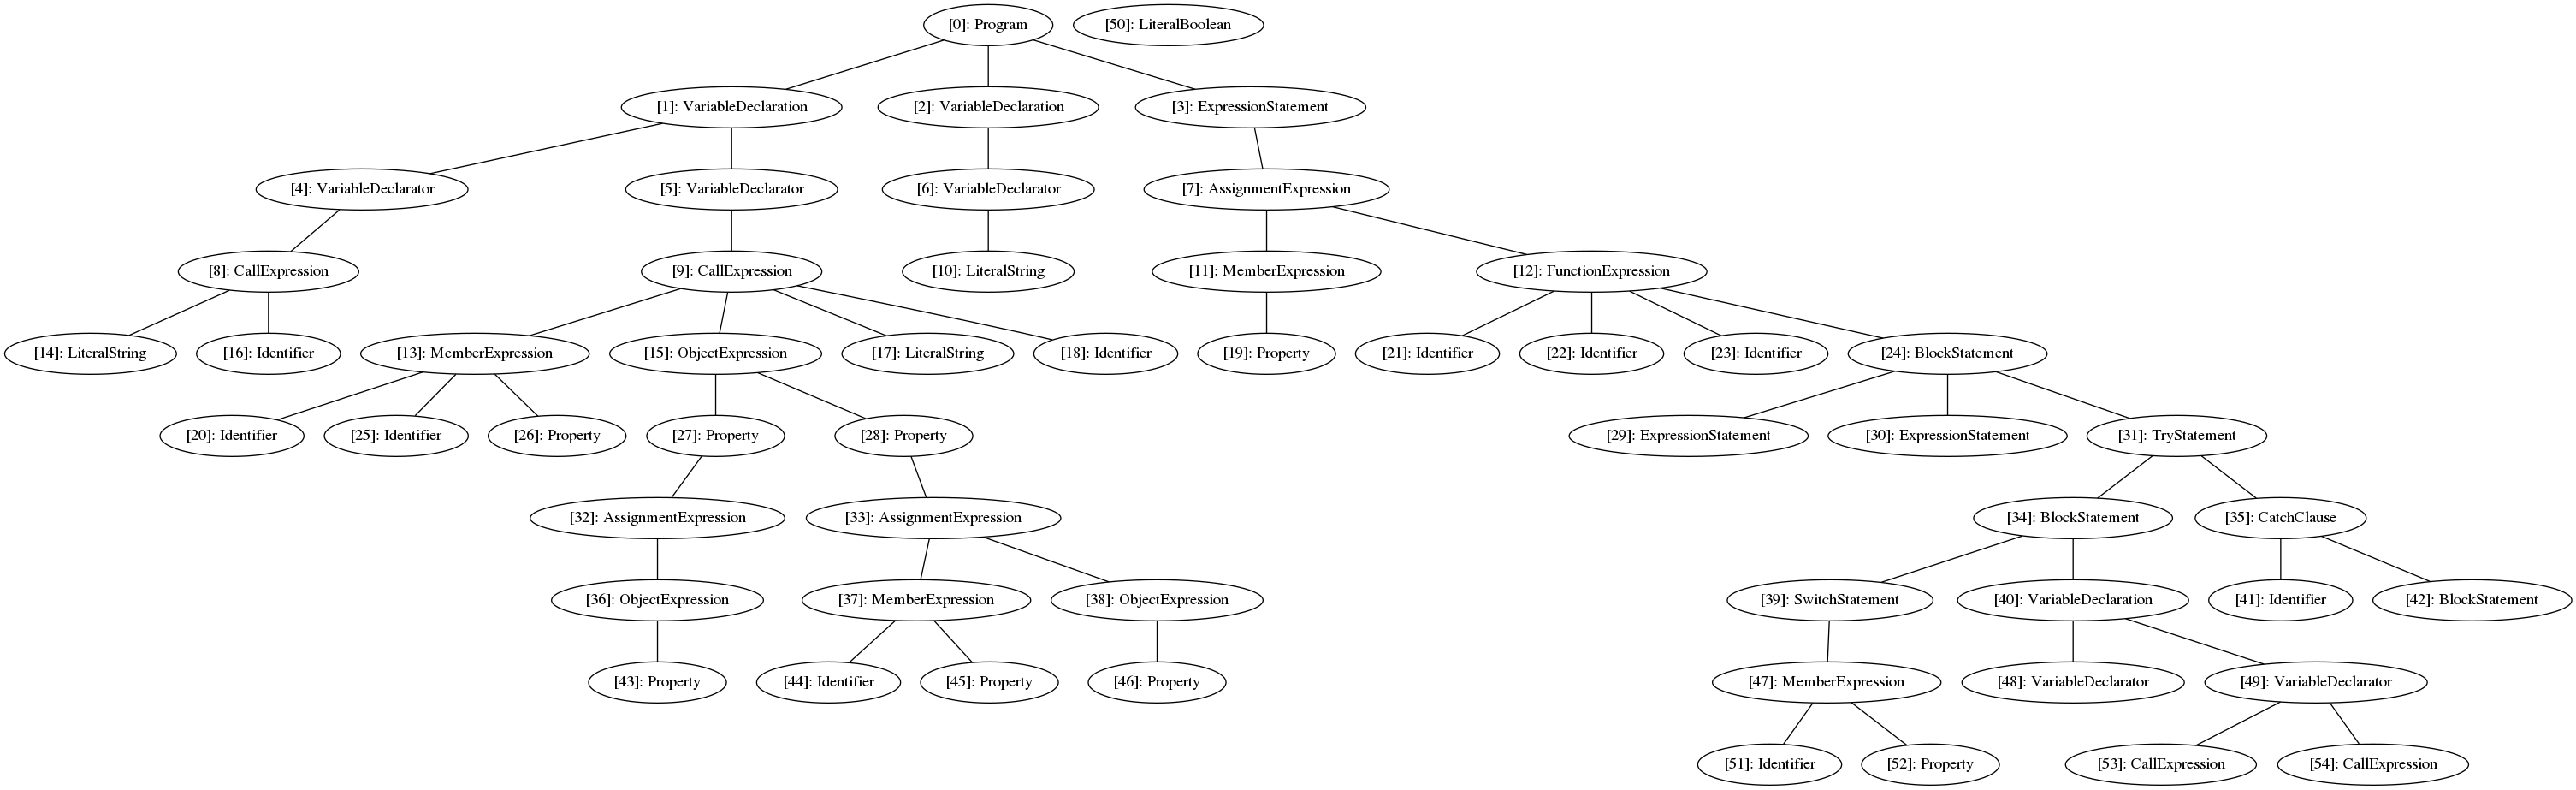 [0]: Program
[50]: LiteralBoolean
[1]: VariableDeclaration
[2]: VariableDeclaration
[3]: ExpressionStatement
[4]: VariableDeclarator
[5]: VariableDeclarator
[6]: VariableDeclarator
[7]: AssignmentExpression
[8]: CallExpression
[9]: CallExpression
[10]: LiteralString
[11]: MemberExpression
[12]: FunctionExpression
[14]: LiteralString
[16]: Identifier
[13]: MemberExpression
[15]: ObjectExpression
[17]: LiteralString
[18]: Identifier
[19]: Property
[21]: Identifier
[22]: Identifier
[23]: Identifier
[24]: BlockStatement
[20]: Identifier
[25]: Identifier
[26]: Property
[27]: Property
[28]: Property
[29]: ExpressionStatement
[30]: ExpressionStatement
[31]: TryStatement
[32]: AssignmentExpression
[33]: AssignmentExpression
[34]: BlockStatement
[35]: CatchClause
[36]: ObjectExpression
[37]: MemberExpression
[38]: ObjectExpression
[39]: SwitchStatement
[40]: VariableDeclaration
[41]: Identifier
[42]: BlockStatement
[43]: Property
[44]: Identifier
[45]: Property
[46]: Property
[47]: MemberExpression
[48]: VariableDeclarator
[49]: VariableDeclarator
[51]: Identifier
[52]: Property
[53]: CallExpression
[54]: CallExpression